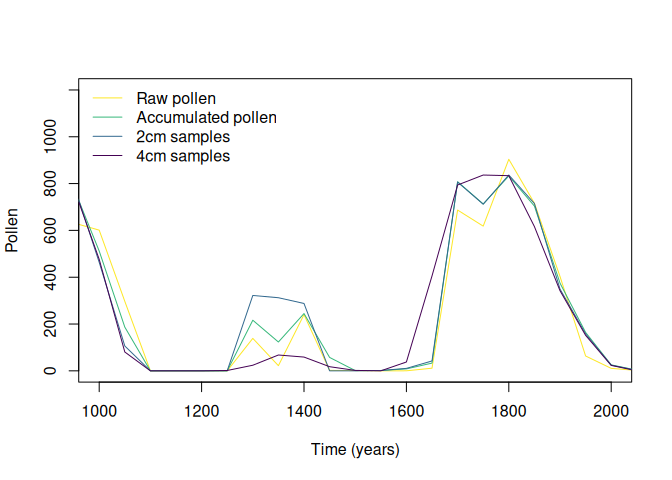 Raw pollen
Accumulated pollen
2cm samples
4cm samples
Pollen
0
200
400
600
800
1000
1000
1200
1400
1600
1800
2000
Time (years)